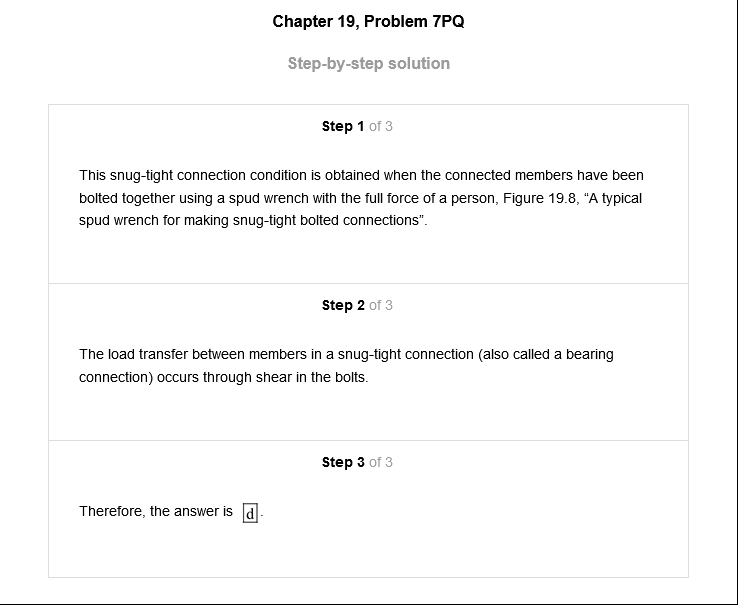 Chapter 19, Problem 7PQ
Step-by-step solution
Step 1 of 3
This snug-tight connection condition is obtained when the connected members have been
bolted together using a spud wrench with the full force of a person, Figure 19.8, “A typical
spud wrench for making snug-tight bolted connections”.
Step 2 of 3
The load transfer between members in a snug-tight connection (also called a bearing
connection) occurs through shear in the bolts.
Step 3 of 3
Therefore, the answer is d.